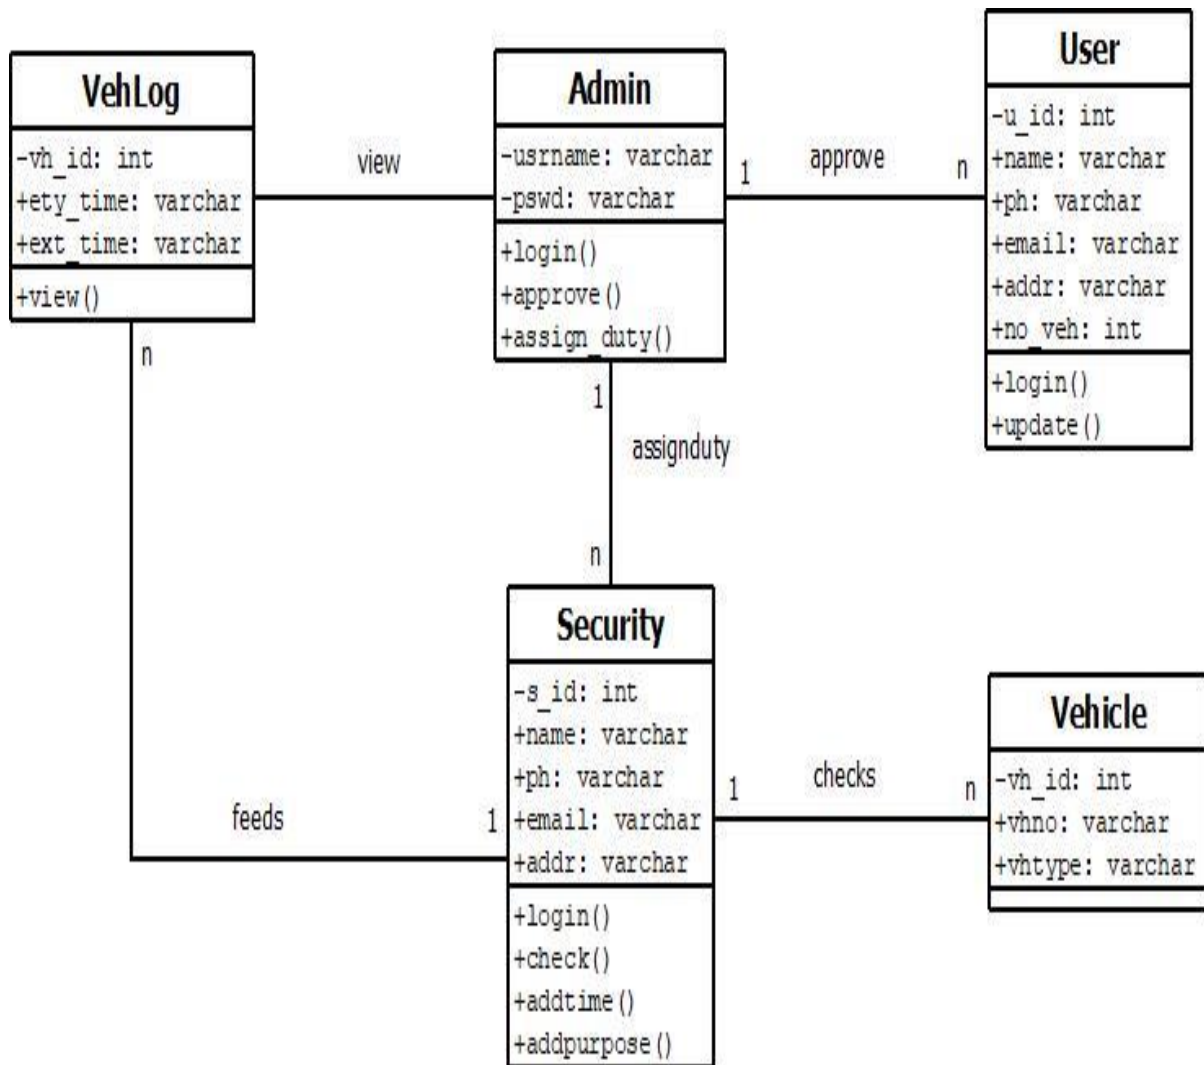 VehLog
-vh_id: int
+ety_time: varchar
+ext_time: varchar
+view()
n
view
Admin
-usrname: varchar
-pswd: varchar
+login()
+approve()
+assign_duty()
1
approve
n
User
-u_id: int
+name: varchar
+ph: varchar
+email: varchar
+addr: varchar
+no_veh: int
+login()
+update()
1
assignduty
n
Security
-s_id: int
+name: varchar
+ph: varchar
+email: varchar
+addr: varchar
+login()
+check()
+addtime()
+addpurpose()
feeds
1
1
checks
n
Vehicle
-vh_id: int
+vhno: varchar
+vhtype: varchar